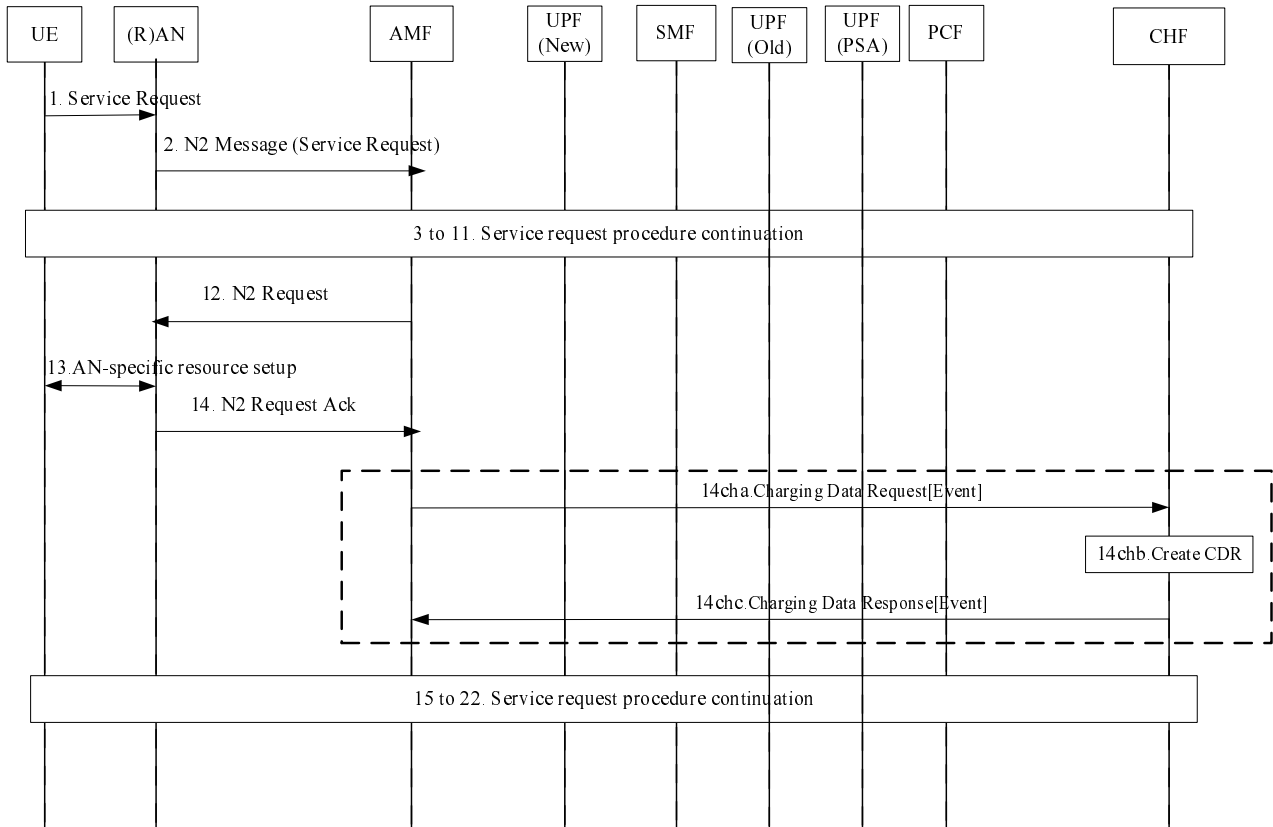 UE
(R)AN
AMF
UPF
(New)
SMF
UPF
(Old)
UPF
(PSA)
PCF
CHF
1. Service Request
2. N2 Message (Service Request)
3 to 11. Service request procedure continuation
12. N2 Request
13.AN-specific resource setup
14. N2 Request Ack
14cha.Charging Data Request[Event]
14chb.Create CDR
14chc.Charging Data Response[Event]
15 to 22. Service request procedure continuation